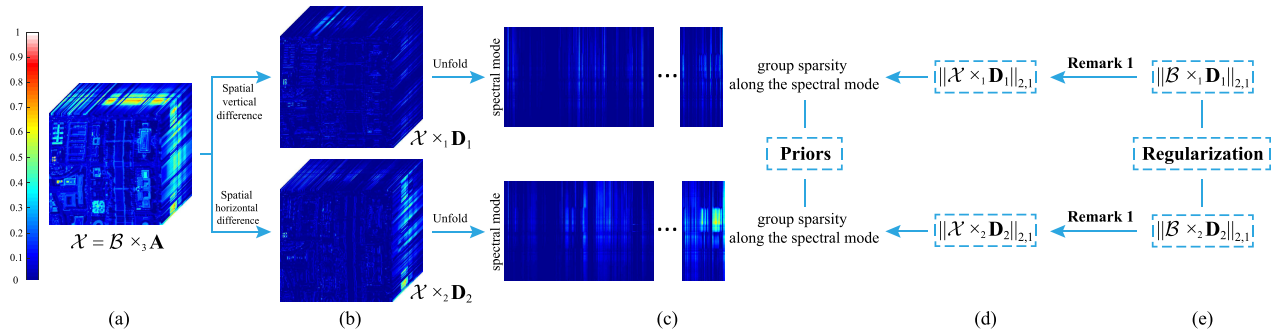 1
0.9
0.8
0.7
0.6
0.5
0.4
0.3
0.2
0.1
0
𝒳 = ℬ ×₃ 𝐀
Spatial
vertical
difference
Spatial
horizontal
difference
𝒳 ×₁ 𝐃₁
𝒳 ×₂ 𝐃₂
Unfold
Unfold
spectral mode
spectral mode
...
...
group sparsity
along the spectral mode
Priors
group sparsity
along the spectral mode
||𝒳 ×₁ 𝐃₁||₂,₁
Remark 1
||ℬ ×₁ 𝐃₁||₂,₁
Regularization
||𝒳 ×₂ 𝐃₂||₂,₁
Remark 1
||ℬ ×₂ 𝐃₂||₂,₁
(a)
(b)
(c)
(d)
(e)